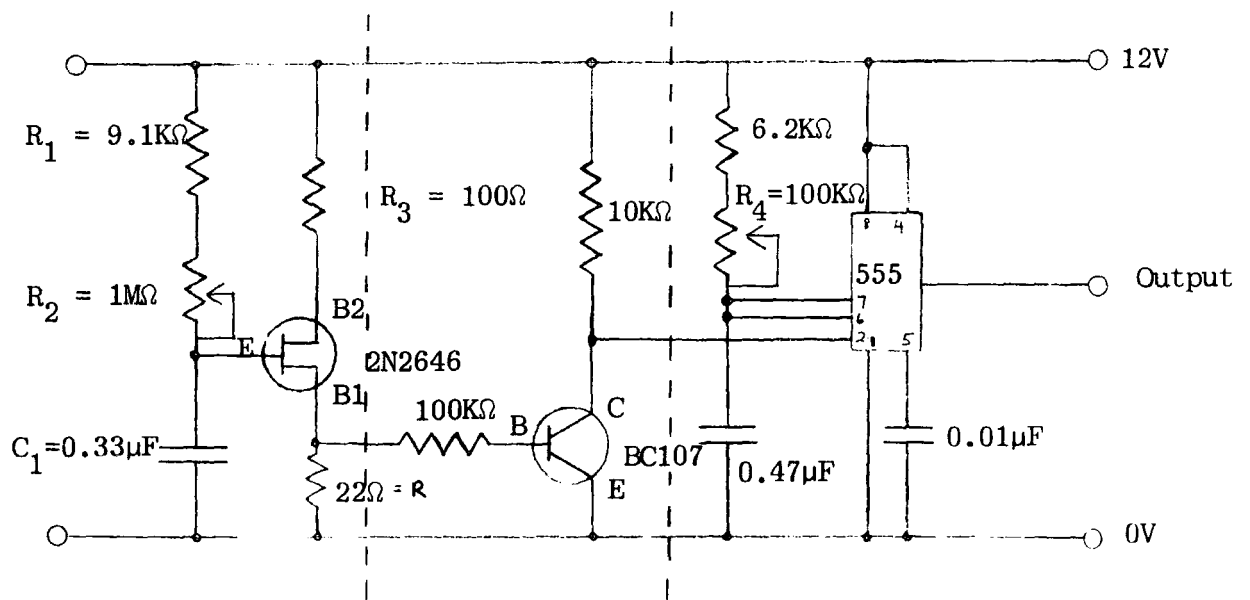 12V
R1 = 9.1KΩ
6.2KΩ
R3 = 100Ω
10KΩ
R4=100KΩ
8 4
555
Output
R2 = 1MΩ
7
6
2 1 5
B2
E
2N2646
B1
100KΩ
B
C
C1=0.33µF
BC107
0.01µF
0.47µF
E
22Ω = R
0V